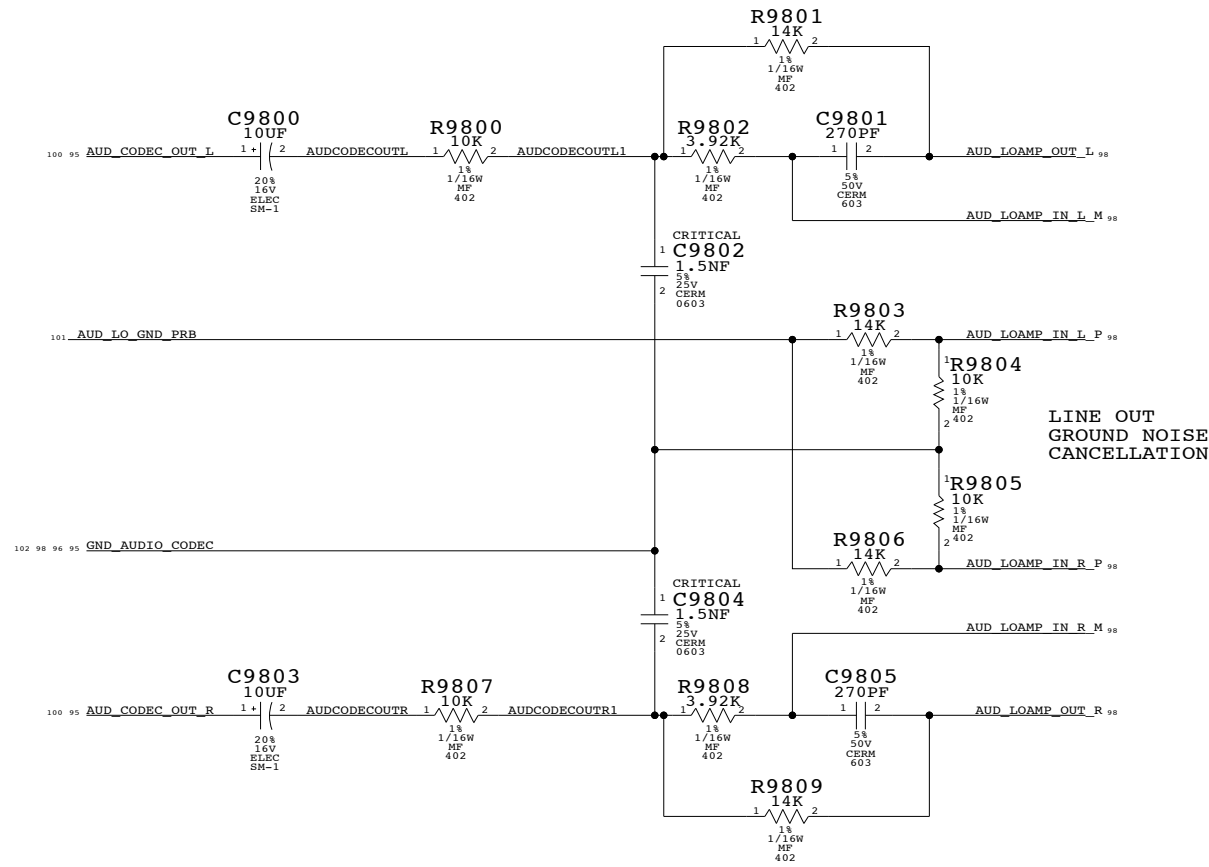 R9801
14K
1 2
1%
1/16W
MF
402
C9800
10UF
1 + 2
20%
16V
ELEC
SM-1
100 95 AUD_CODEC_OUT_L
AUDCODECOUTL
R9800
10K
1 2
1%
1/16W
MF
402
AUDCODECOUTL1
R9802
3.92K
1 2
1%
1/16W
MF
402
C9801
270PF
1 2
5%
50V
CERM
603
AUD_LOAMP_OUT_L 98
AUD_LOAMP_IN_L_M 98
CRITICAL
1 C9802
1.5NF
5%
25V
2 CERM
0603
101 AUD_LO_GND_PRB
R9803
14K
1 2
1%
1/16W
MF
402
AUD_LOAMP_IN_L_P 98
1 R9804
10K
1%
1/16W
MF
2 402
LINE OUT
GROUND NOISE
CANCELLATION
1 R9805
10K
1%
1/16W
MF
2 402
102 98 96 95 GND_AUDIO_CODEC
R9806
14K
1 2
1%
1/16W
MF
402
AUD_LOAMP_IN_R_P 98
CRITICAL
1 C9804
1.5NF
5%
25V
2 CERM
0603
AUD_LOAMP_IN_R_M 98
C9803
10UF
1 + 2
20%
16V
ELEC
SM-1
100 95 AUD_CODEC_OUT_R
AUDCODECOUTR
R9807
10K
1 2
1%
1/16W
MF
402
AUDCODECOUTR1
R9808
3.92K
1 2
1%
1/16W
MF
402
C9805
270PF
1 2
5%
50V
CERM
603
AUD_LOAMP_OUT_R 98
R9809
14K
1 2
1%
1/16W
MF
402